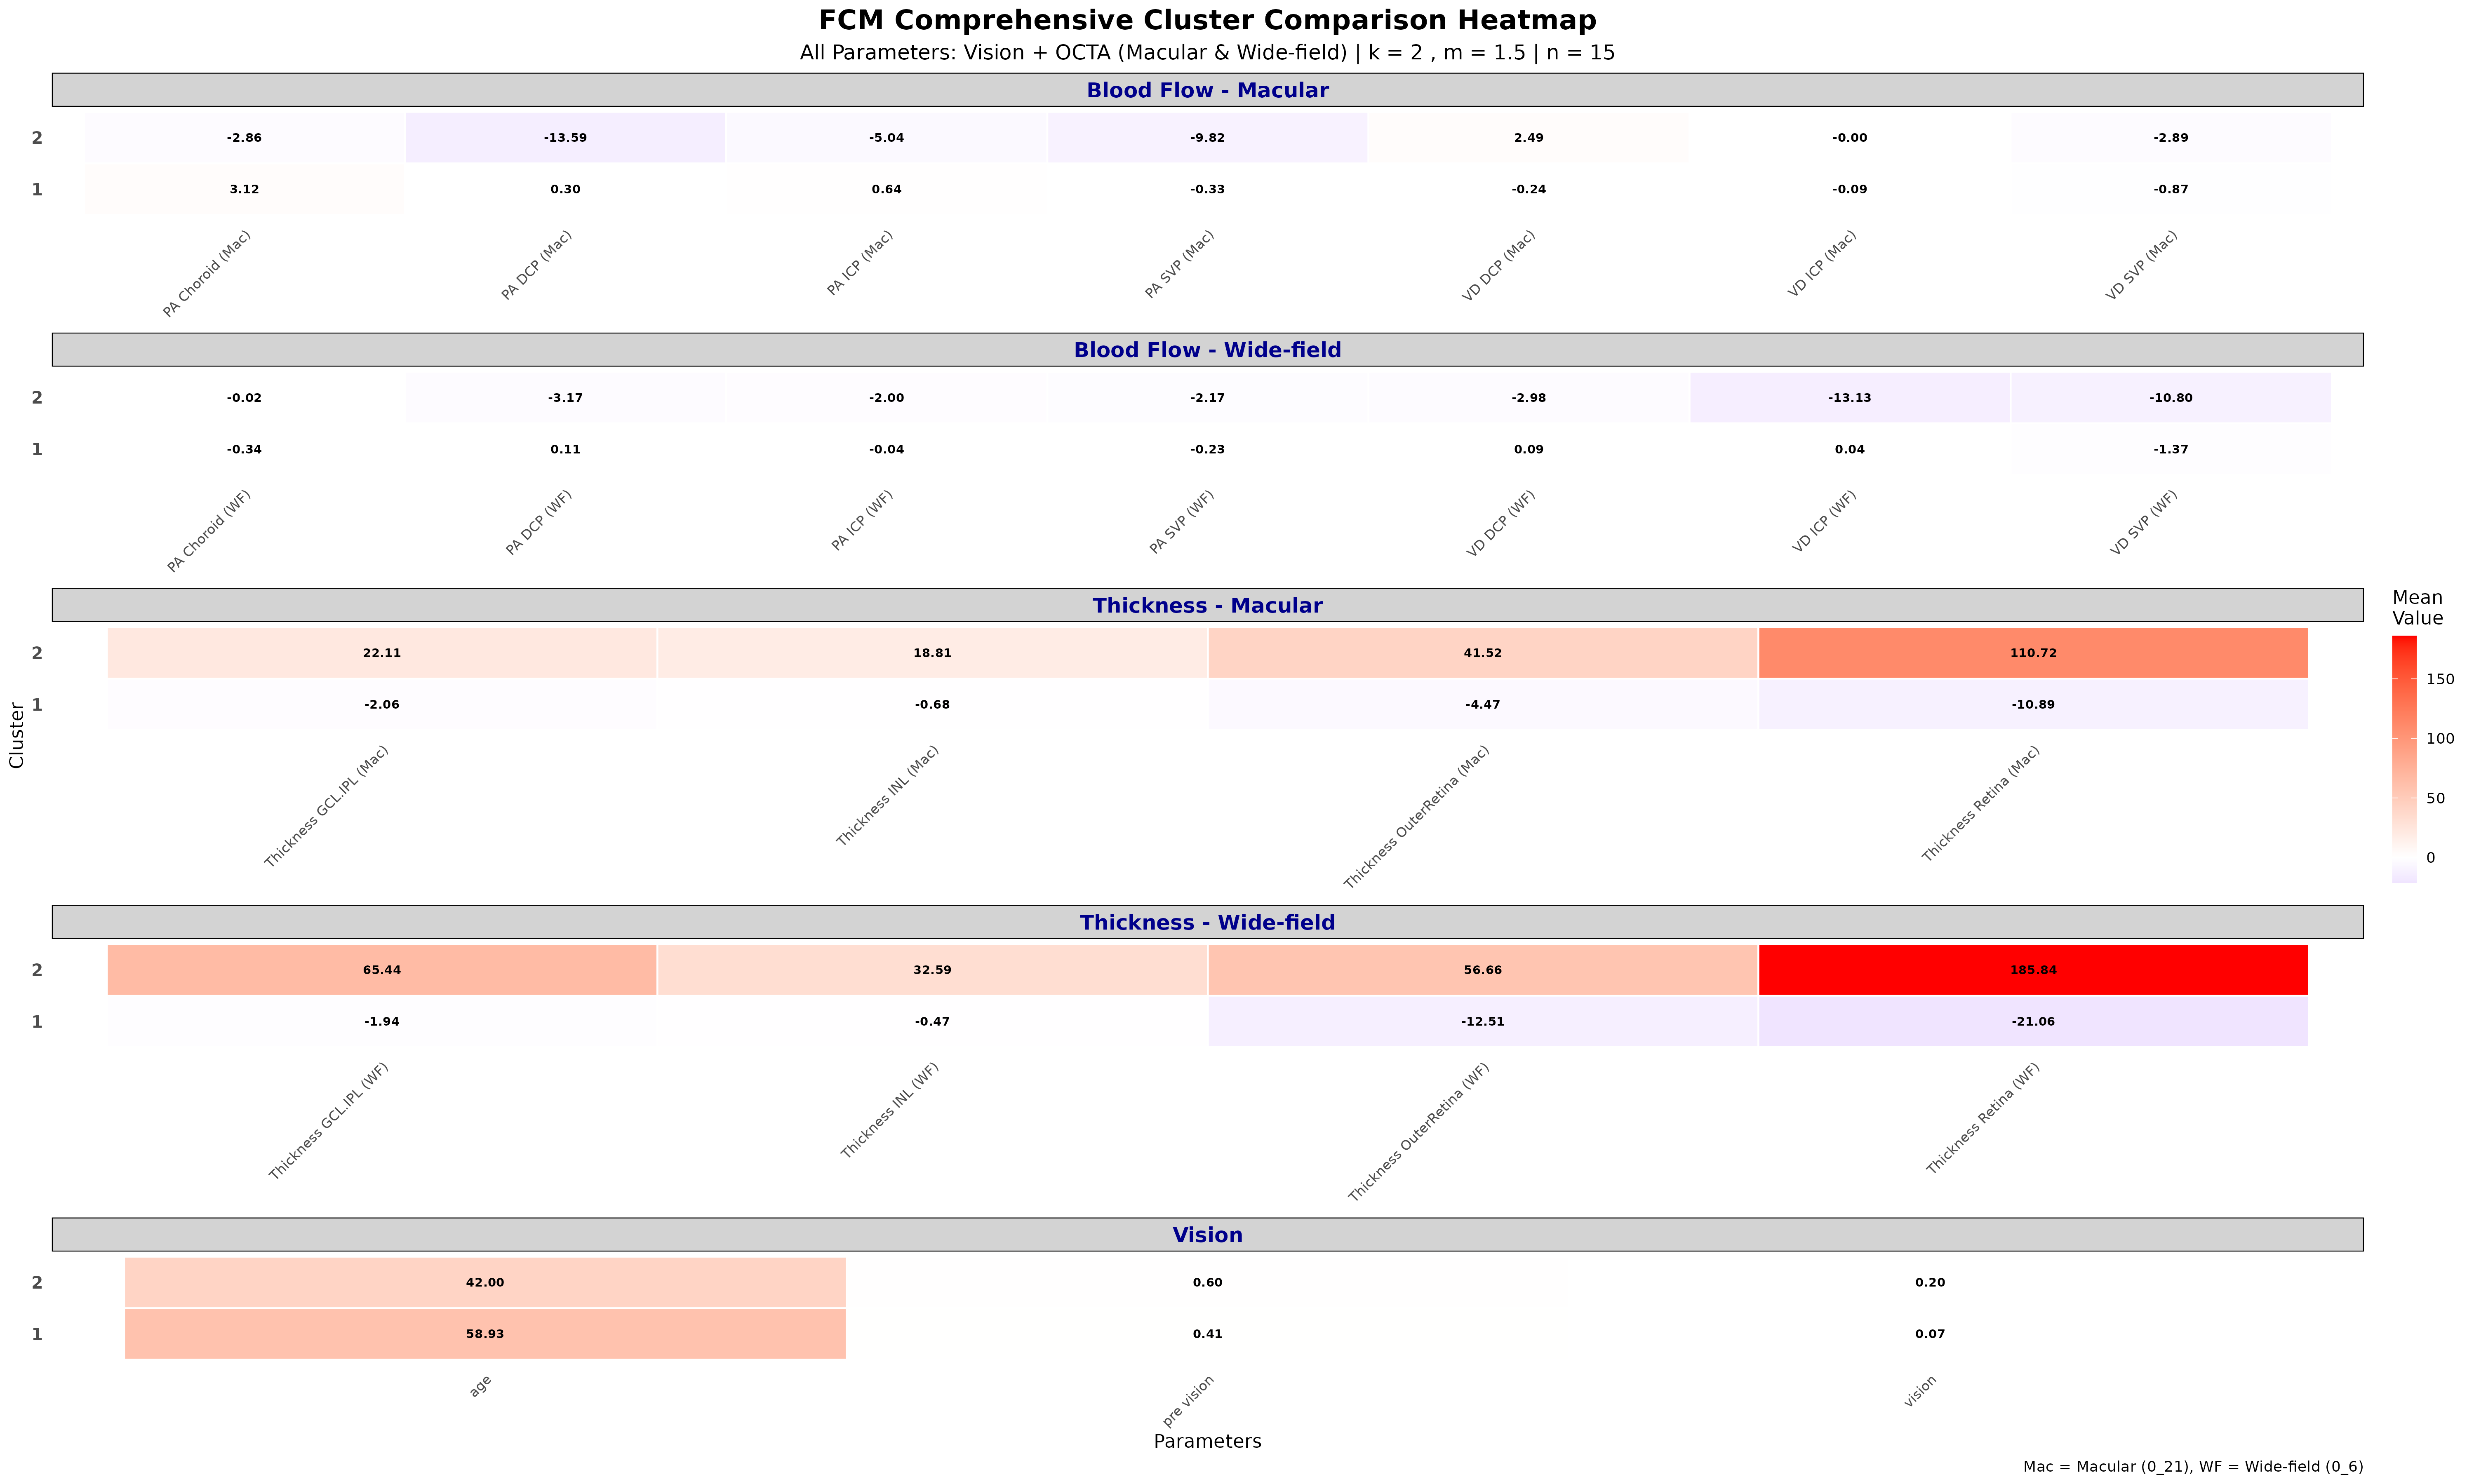 FCM Comprehensive Cluster Comparison Heatmap
All Parameters: Vision + OCTA (Macular & Wide-field) | k = 2 , m = 1.5 | n = 15
Blood Flow - Macular
2 -2.86 -13.59 -5.04 -9.82 2.49 -0.00 -2.89
1 3.12 0.30 0.64 -0.33 -0.24 -0.09 -0.87
PA Choroid (Mac) PA DCP (Mac) PA ICP (Mac) PA SVP (Mac) VD DCP (Mac) VD ICP (Mac) VD SVP (Mac)
Blood Flow - Wide-field
2 -0.02 -3.17 -2.00 -2.17 -2.98 -13.13 -10.80
1 -0.34 0.11 -0.04 -0.23 0.09 0.04 -1.37
PA Choroid (WF) PA DCP (WF) PA ICP (WF) PA SVP (WF) VD DCP (WF) VD ICP (WF) VD SVP (WF)
Thickness - Macular
2 22.11 18.81 41.52 110.72
1 -2.06 -0.68 -4.47 -10.89
Thickness GCL.IPL (Mac) Thickness INL (Mac) Thickness OuterRetina (Mac) Thickness Retina (Mac)
Thickness - Wide-field
2 65.44 32.59 56.66 185.84
1 -1.94 -0.47 -12.51 -21.06
Thickness GCL.IPL (WF) Thickness INL (WF) Thickness OuterRetina (WF) Thickness Retina (WF)
Vision
2 42.00 0.60 0.20
1 58.93 0.41 0.07
age pre vision vision
Parameters
Cluster
Mean
Value
150
100
50
0
Mac = Macular (0_21), WF = Wide-field (0_6)